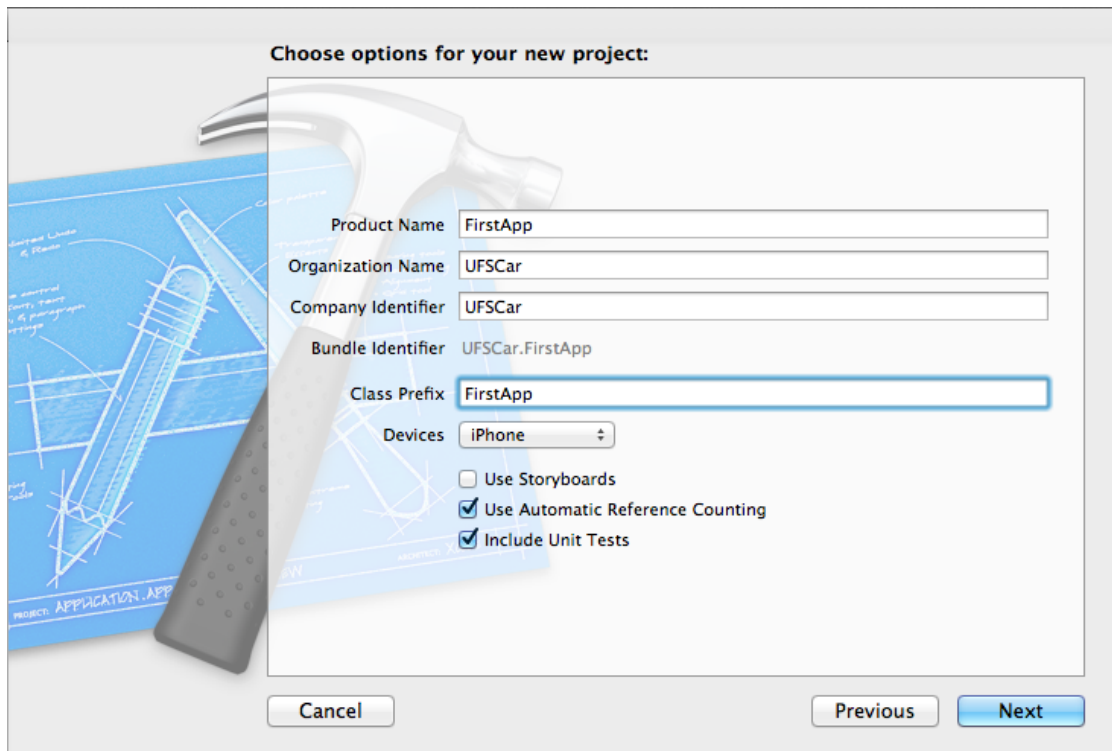 Choose options for your new project:
Product Name FirstApp
Organization Name UFSCar
Company Identifier UFSCar
Bundle Identifier UFSCar.FirstApp
Class Prefix FirstApp
Devices iPhone
Use Storyboards
Use Automatic Reference Counting
Include Unit Tests
PROJECT: APPLICATION.APP
Cancel Previous Next